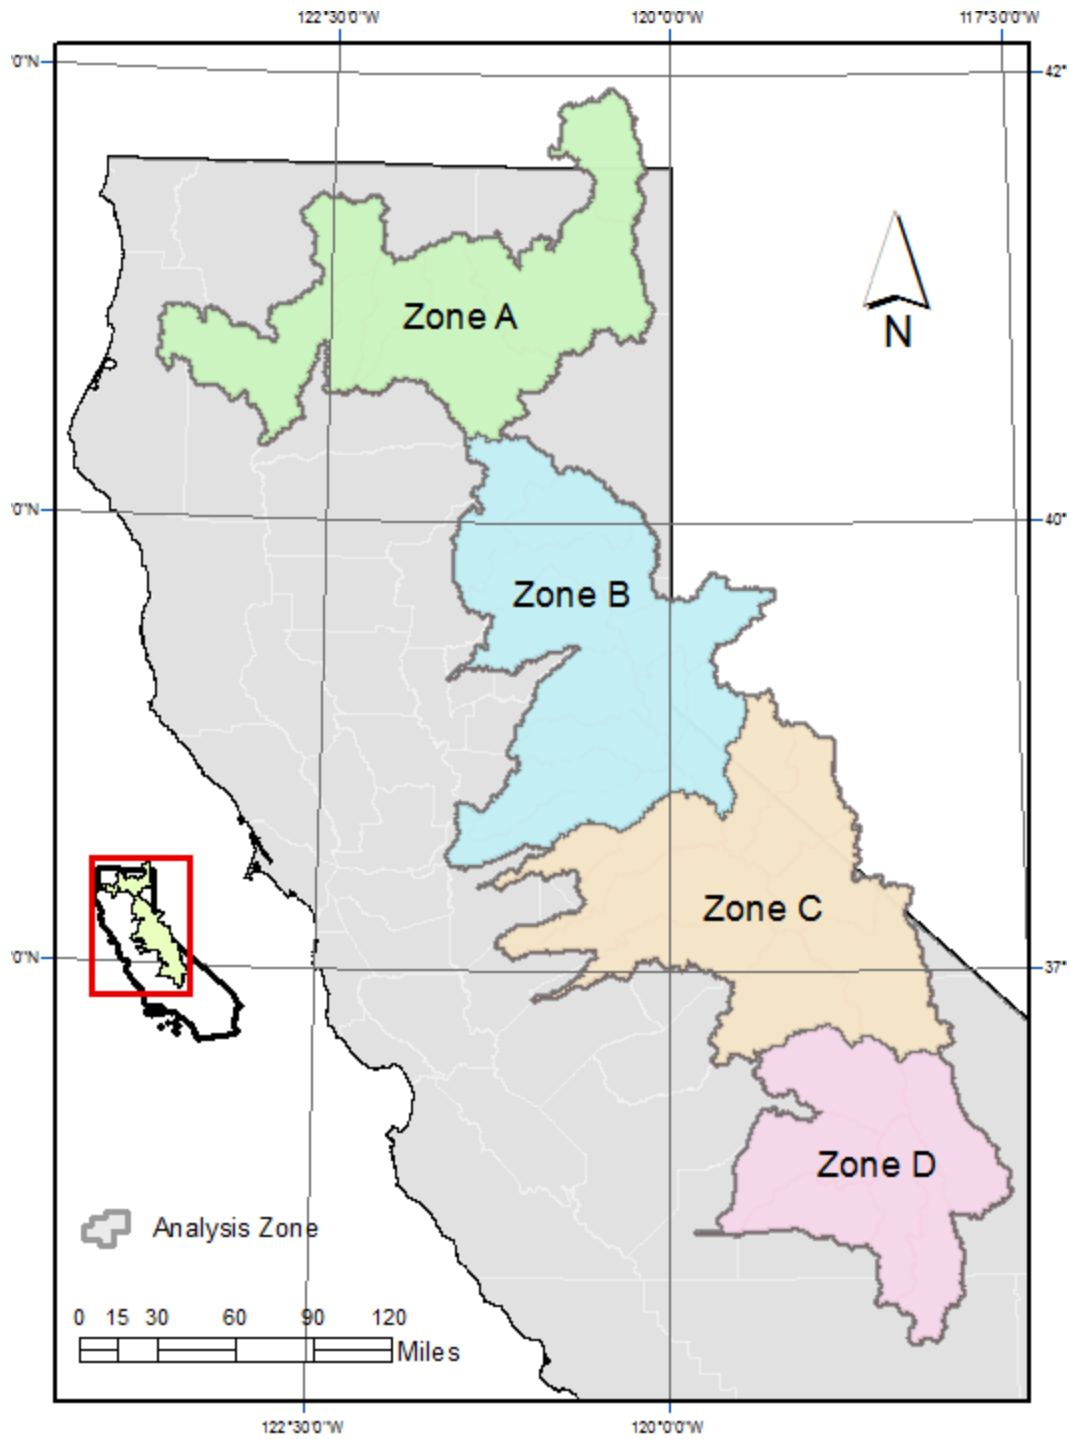 122°30'0"W 120°0'0"W 117°30'0"W
'0"N 42°
Zone A
N
'0"N 40°
Zone B
Zone C
'0"N 37°
Zone D
Analysis Zone
0 15 30 60 90 120
Miles
122°30'0"W 120°0'0"W